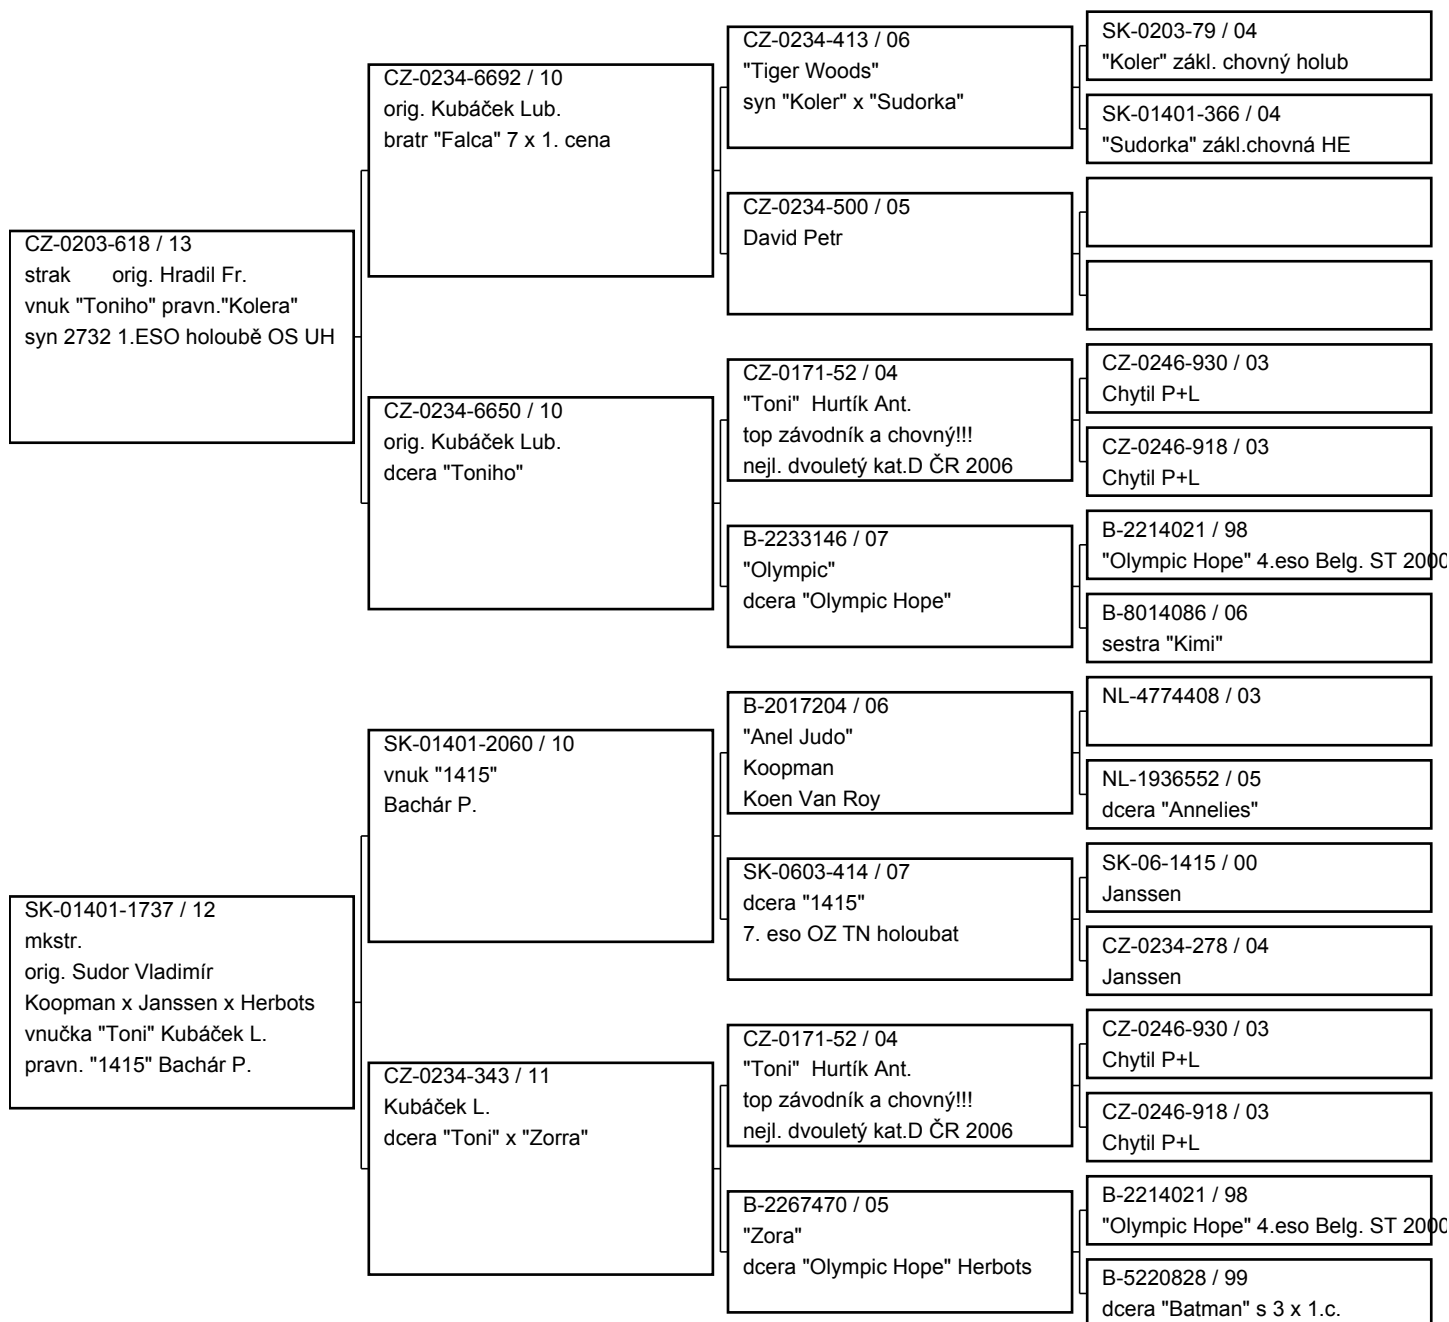 CZ-0203-618 / 13
strak orig. Hradil Fr.
vnuk "Toniho" pravn."Kolera"
syn 2732 1.ESO holoubě OS UH
SK-01401-1737 / 12
mkstr.
orig. Sudor Vladimír
Koopman x Janssen x Herbots
vnučka "Toni" Kubáček L.
pravn. "1415" Bachár P.
CZ-0234-6692 / 10
orig. Kubáček Lub.
bratr "Falca" 7 x 1. cena
CZ-0234-6650 / 10
orig. Kubáček Lub.
dcera "Toniho"
SK-01401-2060 / 10
vnuk "1415"
Bachár P.
CZ-0234-343 / 11
Kubáček L.
dcera "Toni" x "Zorra"
CZ-0234-413 / 06
"Tiger Woods"
syn "Koler" x "Sudorka"
CZ-0234-500 / 05
David Petr
CZ-0171-52 / 04
"Toni" Hurtík Ant.
top závodník a chovný!!!
nejl. dvouletý kat.D ČR 2006
B-2233146 / 07
"Olympic"
dcera "Olympic Hope"
B-2017204 / 06
"Anel Judo"
Koopman
Koen Van Roy
SK-0603-414 / 07
dcera "1415"
7. eso OZ TN holoubat
CZ-0171-52 / 04
"Toni" Hurtík Ant.
top závodník a chovný!!!
nejl. dvouletý kat.D ČR 2006
B-2267470 / 05
"Zora"
dcera "Olympic Hope" Herbots
SK-0203-79 / 04
"Koler" zákl. chovný holub
SK-01401-366 / 04
"Sudorka" zákl.chovná HE
CZ-0246-930 / 03
Chytil P+L
CZ-0246-918 / 03
Chytil P+L
B-2214021 / 98
"Olympic Hope" 4.eso Belg. ST 2000
B-8014086 / 06
sestra "Kimi"
NL-4774408 / 03
NL-1936552 / 05
dcera "Annelies"
SK-06-1415 / 00
Janssen
CZ-0234-278 / 04
Janssen
CZ-0246-930 / 03
Chytil P+L
CZ-0246-918 / 03
Chytil P+L
B-2214021 / 98
"Olympic Hope" 4.eso Belg. ST 2000
B-5220828 / 99
dcera "Batman" s 3 x 1.c.